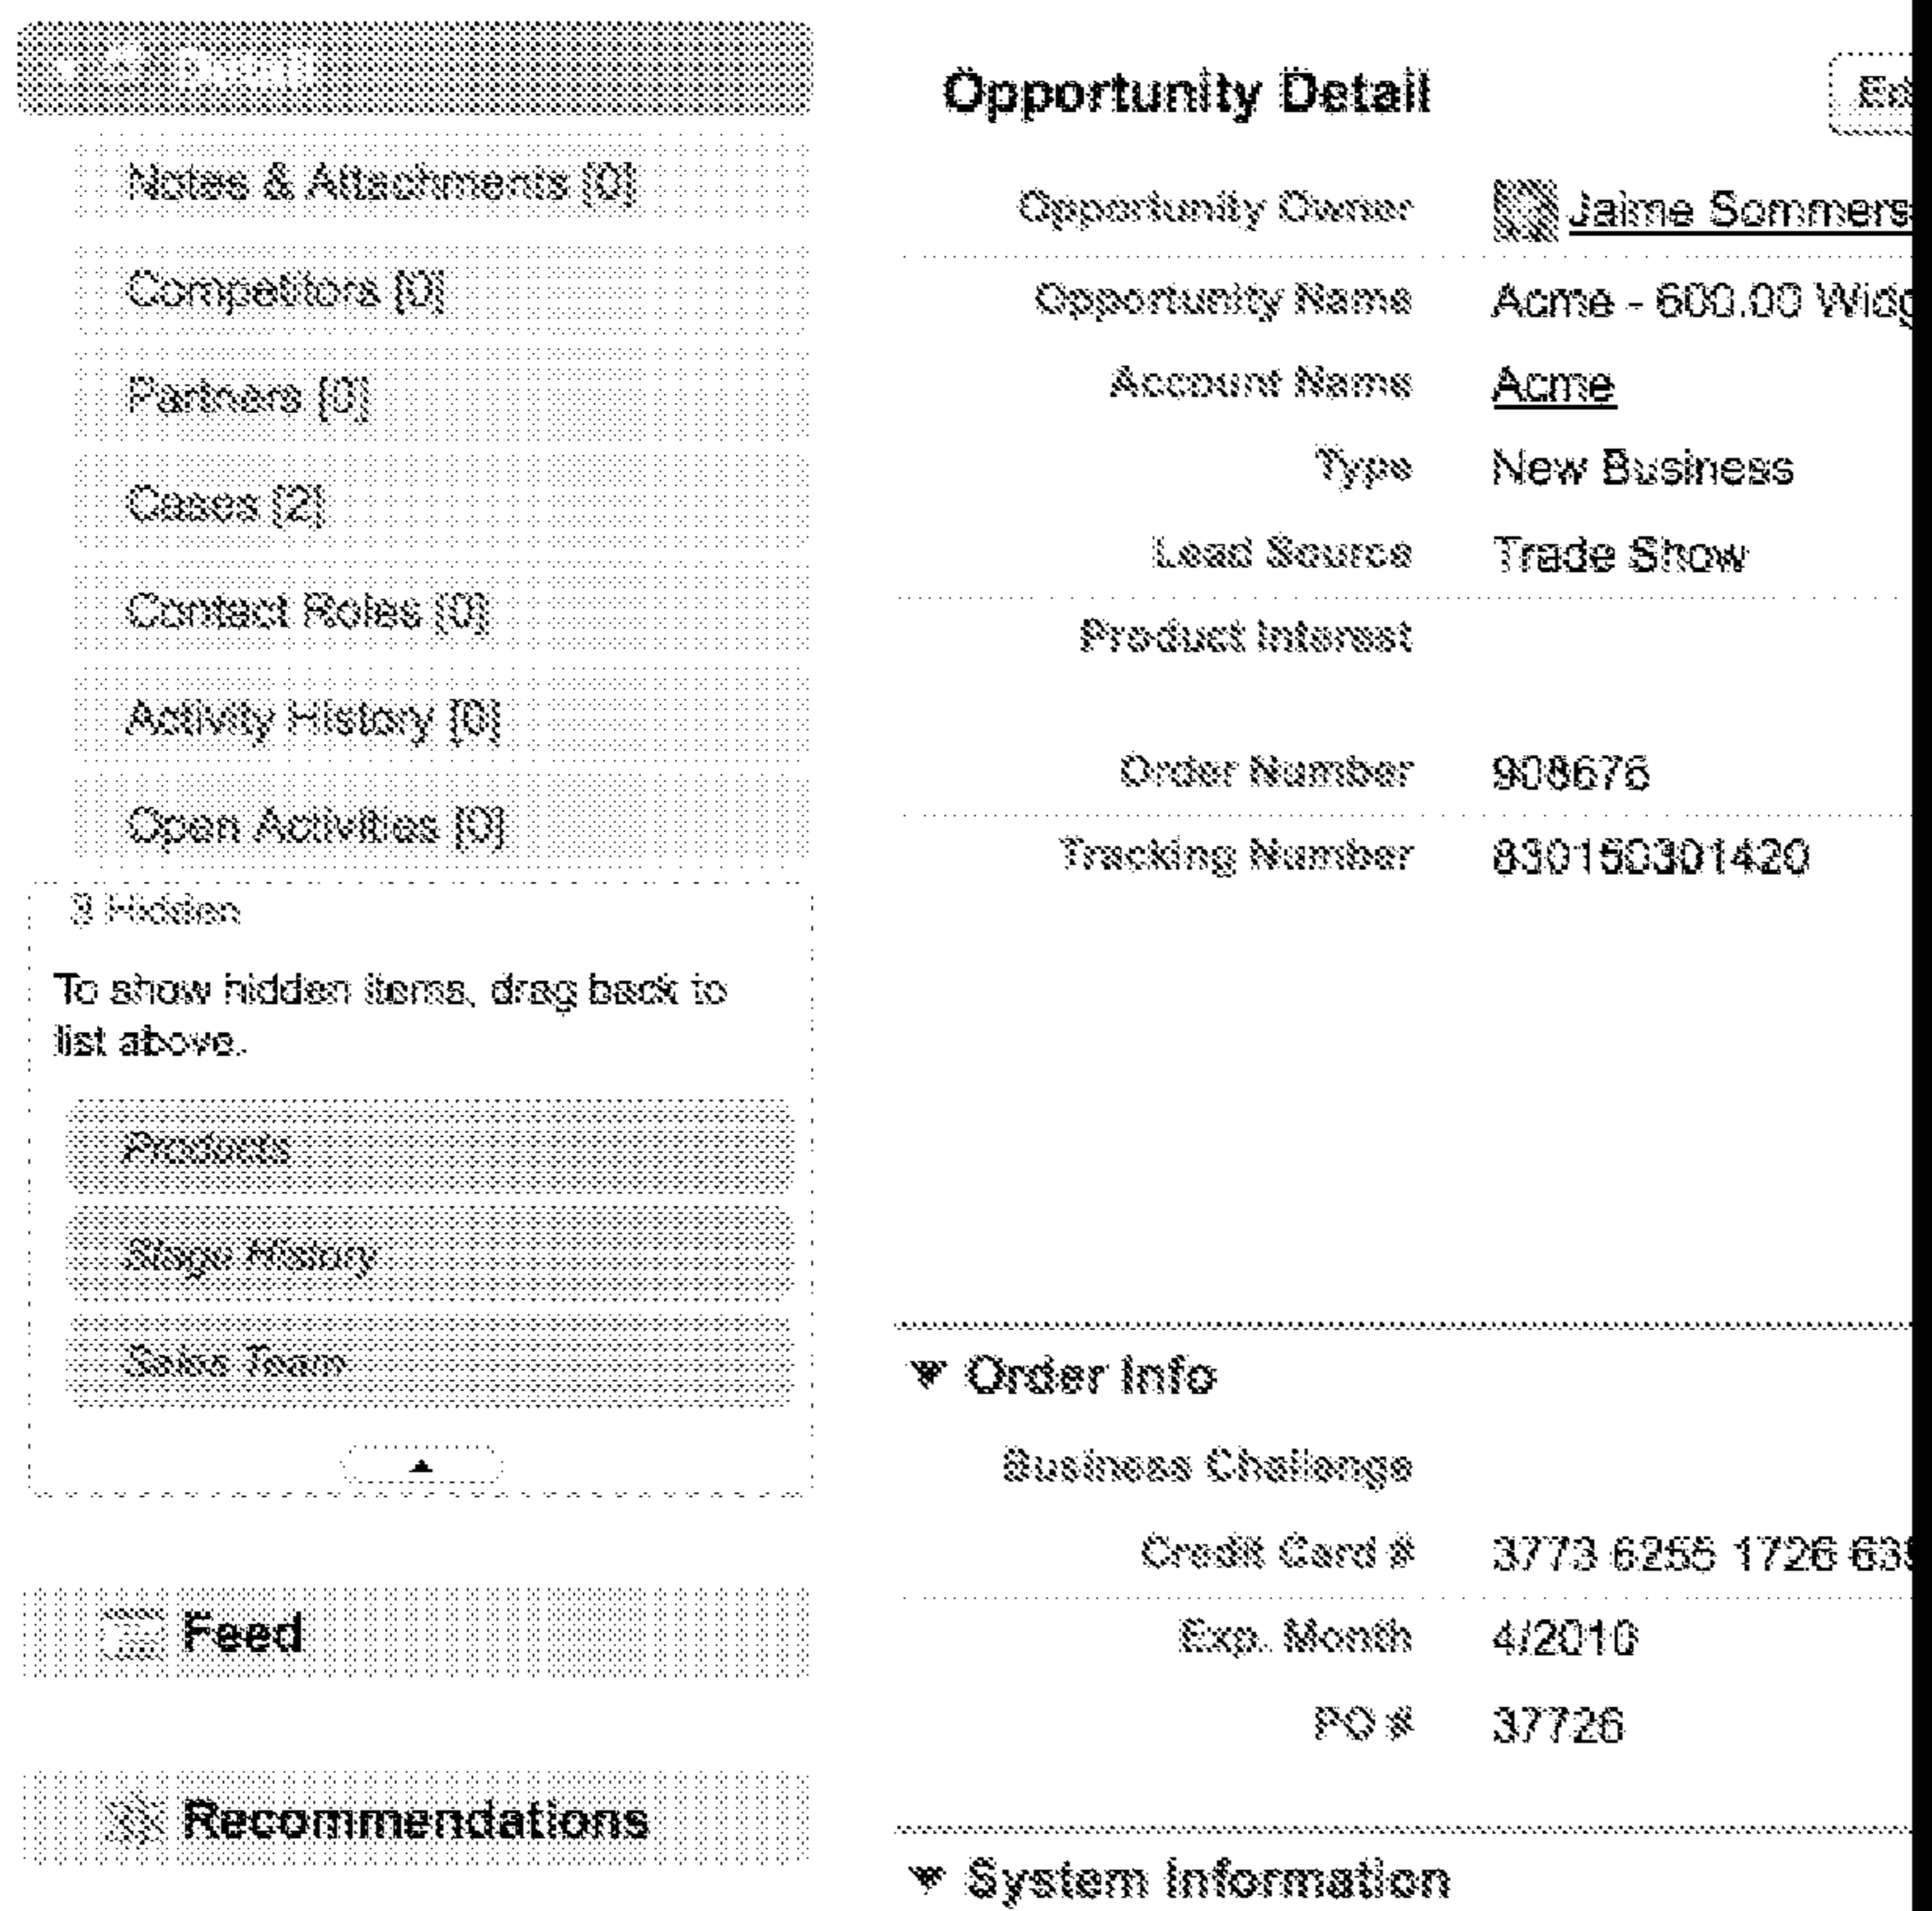 Detail
Notes & Attachments [0]
Competitors [0]
Partners [0]
Cases [2]
Contact Roles [0]
Activity History [0]
Open Activities [0]
3 Hidden
To show hidden items, drag back to
list above.
Products
Stage History
Sales Team
Feed
Recommendations
Opportunity Detail
Opportunity Owner Jaime Sommers
Opportunity Name Acme - 600.00 Widg
Account Name Acme
Type New Business
Lead Source Trade Show
Product Interest
Order Number 908676
Tracking Number 830150301420
Order Info
Business Challenge
Credit Card # 3773 6255 1726
Exp. Month 4/2010
PO # 37726
System Information